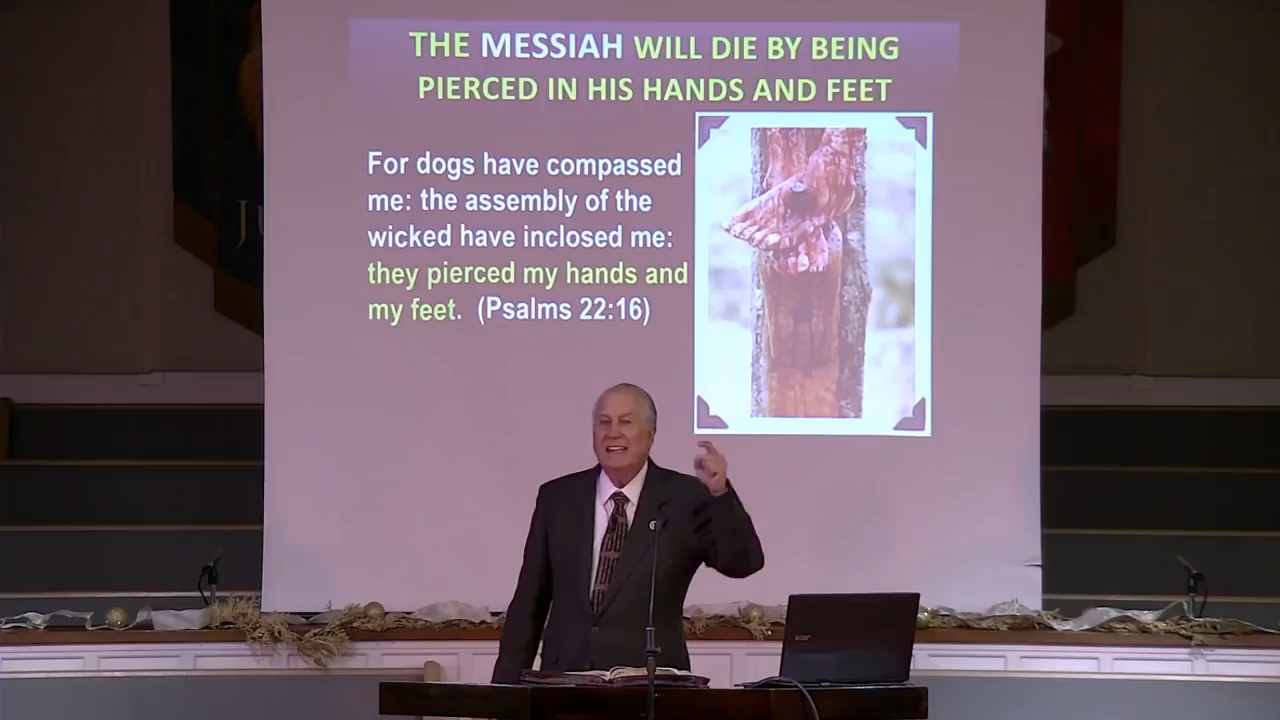 THE MESSIAH WILL DIE BY BEING
PIERCED IN HIS HANDS AND FEET
For dogs have compassed
me: the assembly of the
wicked have inclosed me:
they pierced my hands and
my feet. (Psalms 22:16)
acer